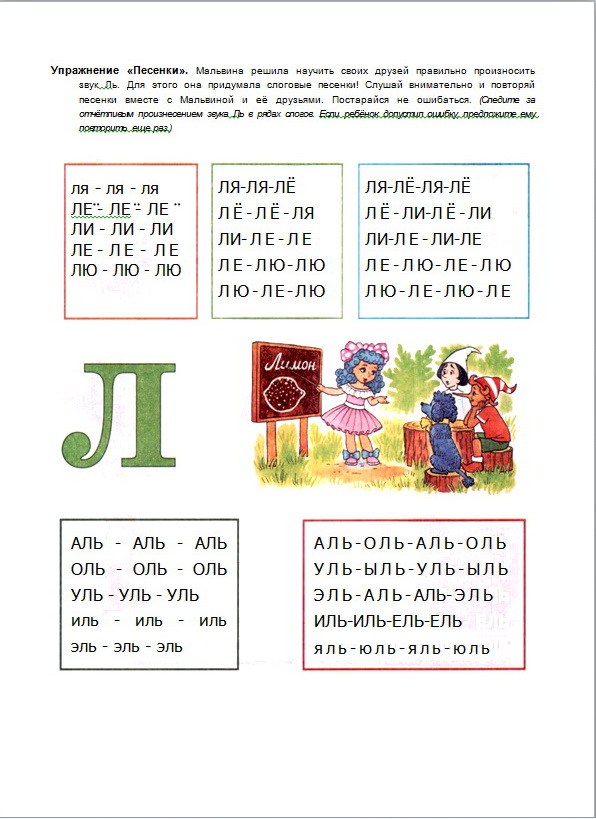 Упражнение «Песенки». Мальвина решила научить своих друзей правильно произносить
звук Ль. Для этого она придумала слоговые песенки! Слушай внимательно и повторяй
песенки вместе с Мальвиной и её друзьями. Постарайся не ошибаться. (Следите за
отчётливым произнесением звука Ль в рядах слогов. Если ребёнок допустил ошибку, предложите ему
повторить еще раз.)
ля - ля - ля
ЛЕ¨- ЛЕ¨- ЛЕ ¨
ЛИ - ЛИ - ЛИ
ЛЕ - ЛЕ - ЛЕ
ЛЮ - ЛЮ - ЛЮ
ЛЯ-ЛЯ-ЛЁ
ЛЁ-ЛЁ-ЛЯ
ЛИ-ЛЕ-ЛЕ
ЛЕ-ЛЮ-ЛЮ
ЛЮ-ЛЕ-ЛЮ
ЛЯ-ЛЁ-ЛЯ-ЛЁ
ЛЁ-ЛИ-ЛЁ-ЛИ
ЛИ-ЛЕ-ЛИ-ЛЕ
ЛЕ-ЛЮ-ЛЕ-ЛЮ
ЛЮ-ЛЕ-ЛЮ-ЛЕ
Л
Лимон
АЛЬ - АЛЬ - АЛЬ
ОЛЬ - ОЛЬ - ОЛЬ
УЛЬ - УЛЬ - УЛЬ
иль - иль - иль
эль - эль - эль
АЛЬ-ОЛЬ-АЛЬ-ОЛЬ
УЛЬ-ЫЛЬ-УЛЬ-ЫЛЬ
ЭЛЬ-АЛЬ-АЛЬ-ЭЛЬ
ИЛЬ-ИЛЬ-ЕЛЬ-ЕЛЬ
яль-юль-яль-юль